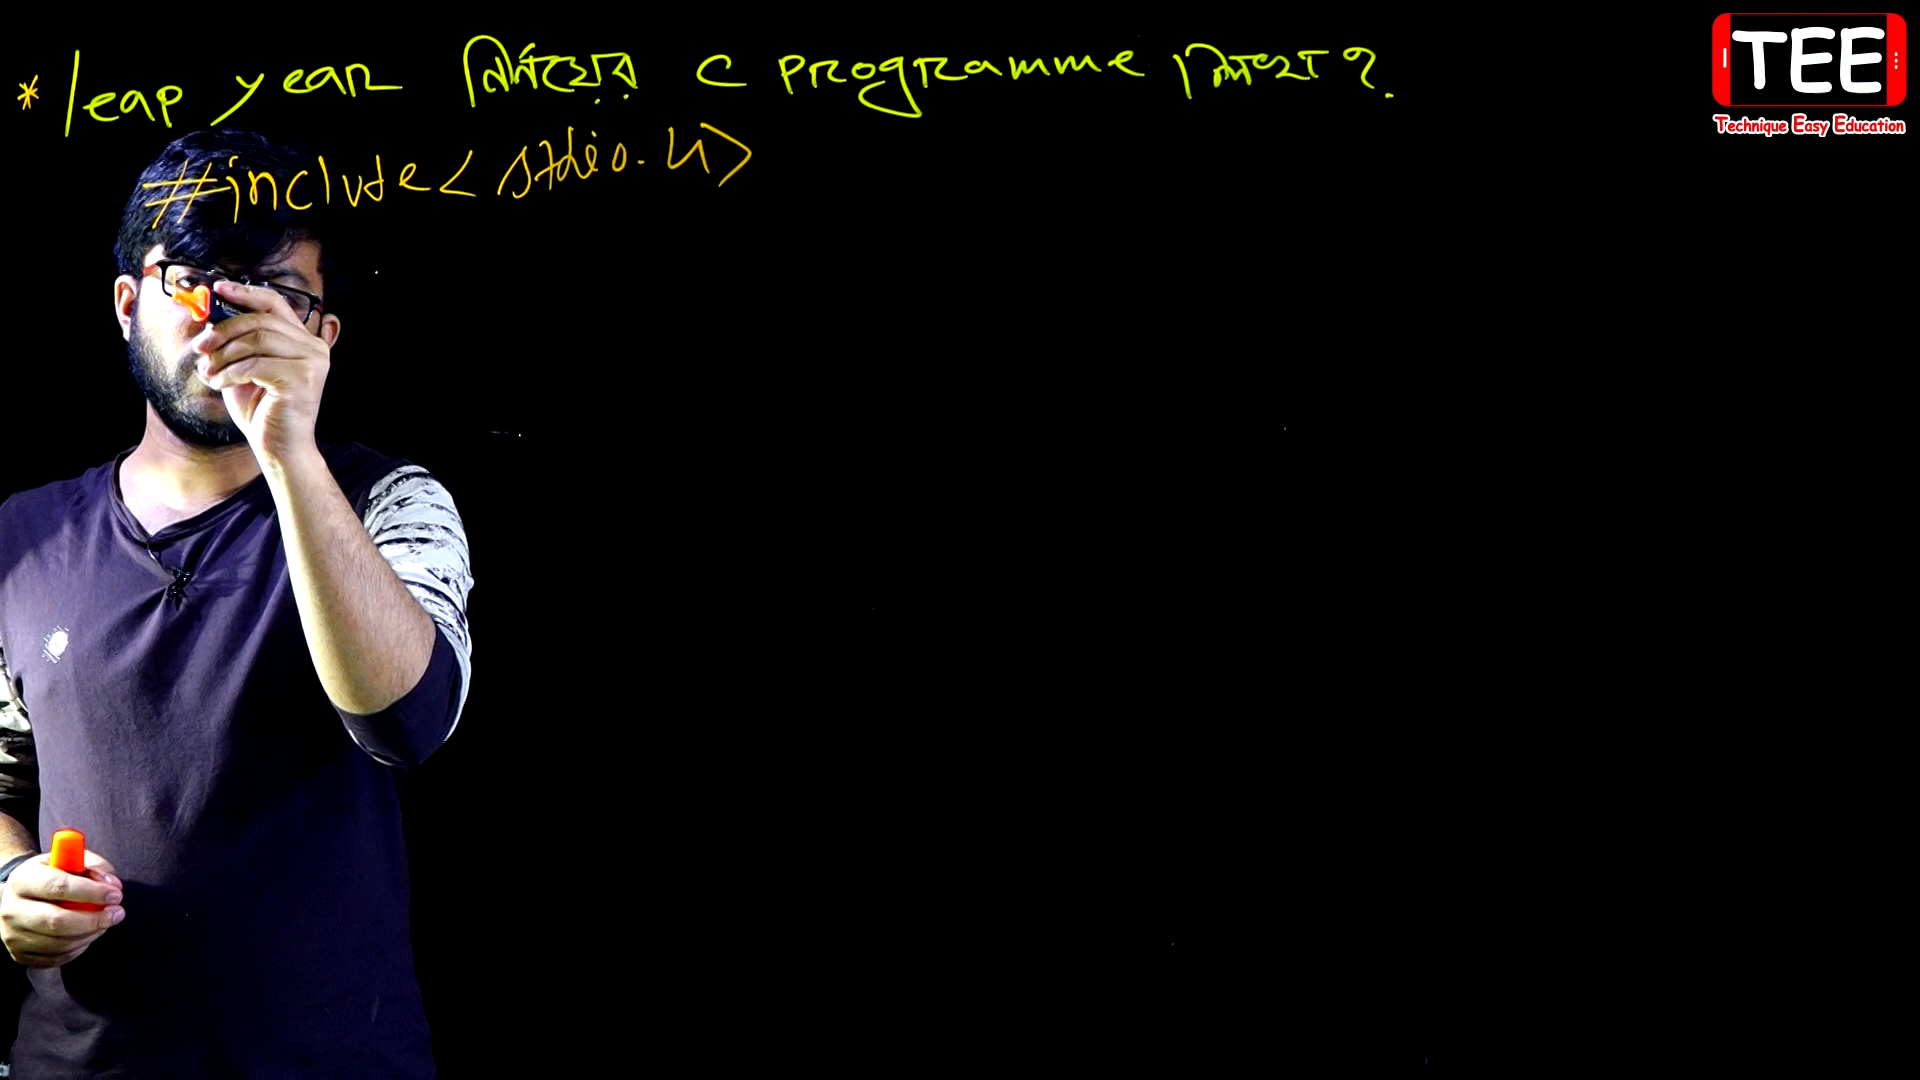 * leap year নির্ণয়ের C programme লিখো ?
#include< stdio.h>
TEE
Technique Easy Education